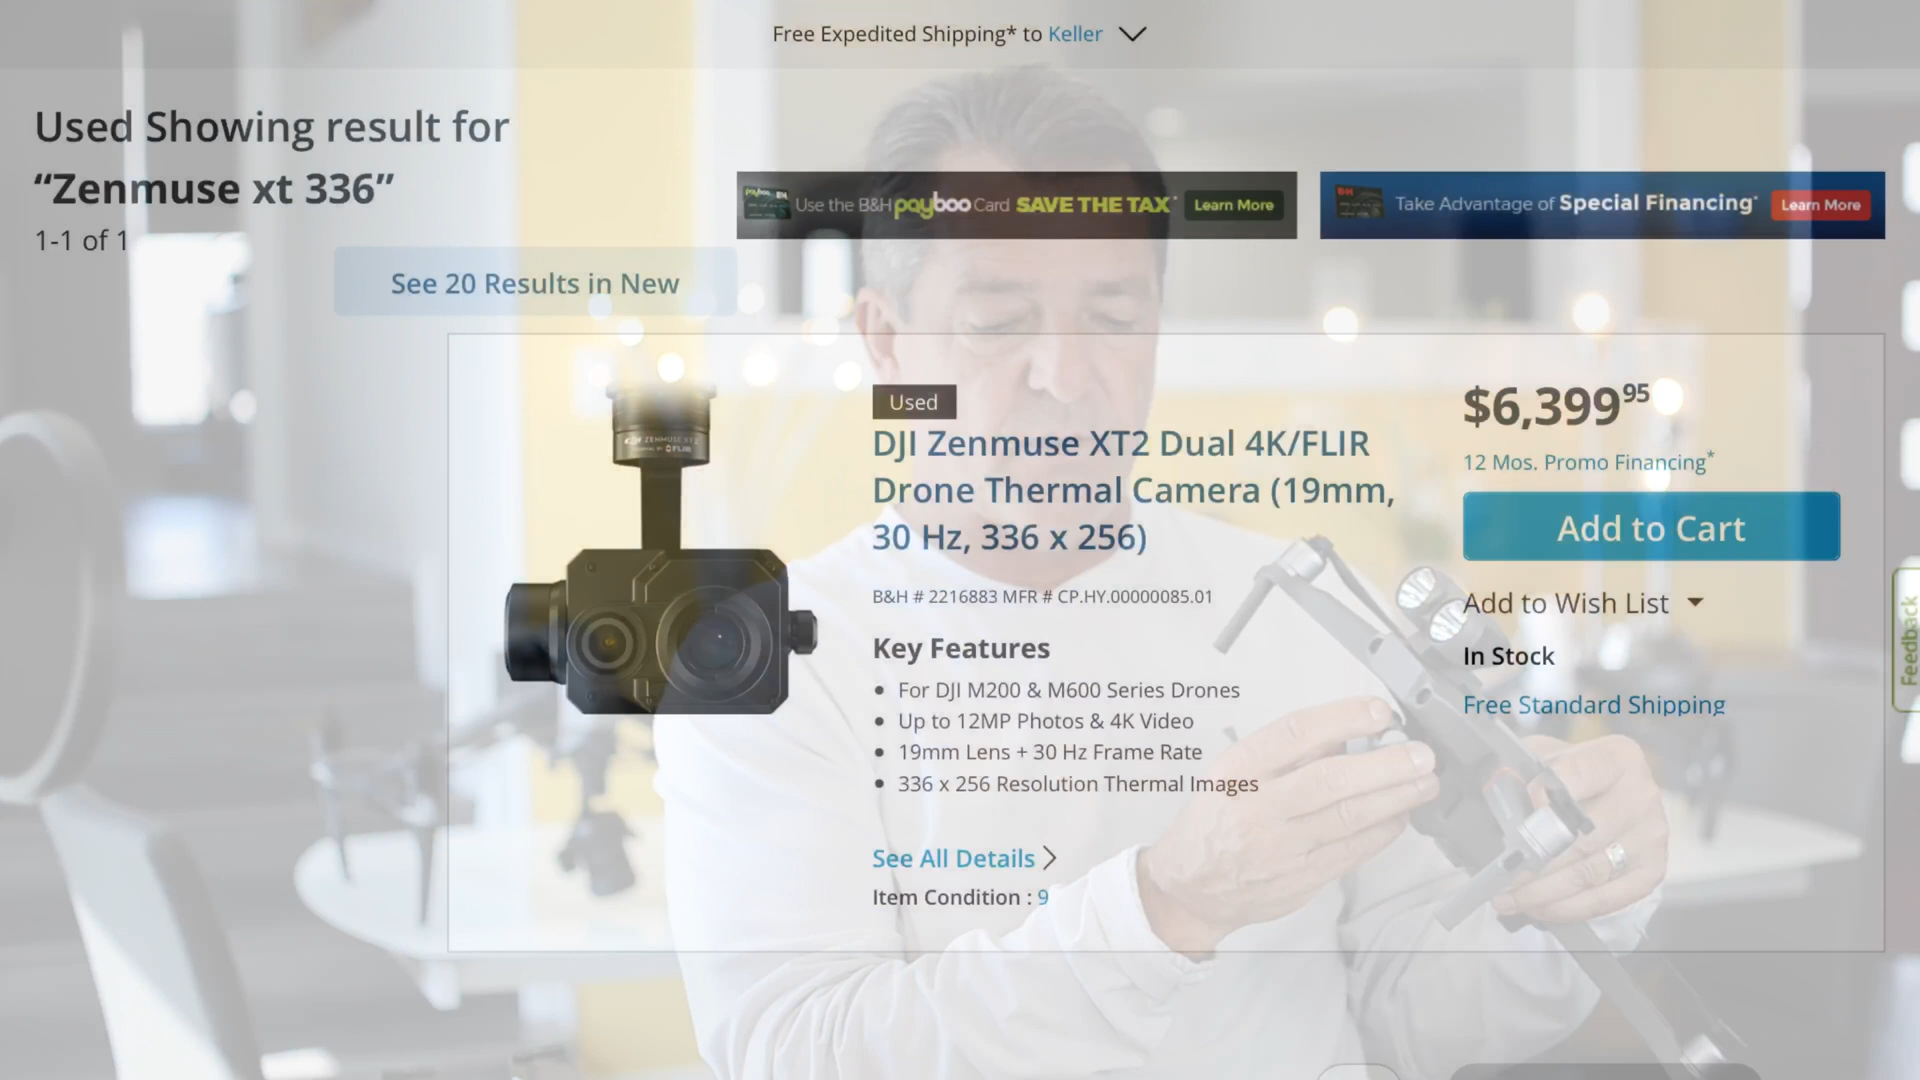 Free Expedited Shipping* to Keller
Used Showing result for
“Zenmuse xt 336”
1-1 of 1
Use the B&H payboo Card SAVE THE TAX* Learn More
Take Advantage of Special Financing* Learn More
See 20 Results in New
Used
DJI Zenmuse XT2 Dual 4K/FLIR
Drone Thermal Camera (19mm,
30 Hz, 336 x 256)
B&H # 2216883 MFR # CP.HY.00000085.01
Key Features
• For DJI M200 & M600 Series Drones
• Up to 12MP Photos & 4K Video
• 19mm Lens + 30 Hz Frame Rate
• 336 x 256 Resolution Thermal Images
See All Details
Item Condition : 9
$6,399.95
12 Mos. Promo Financing*
Add to Cart
Add to Wish List
In Stock
Free Standard Shipping
Feedback